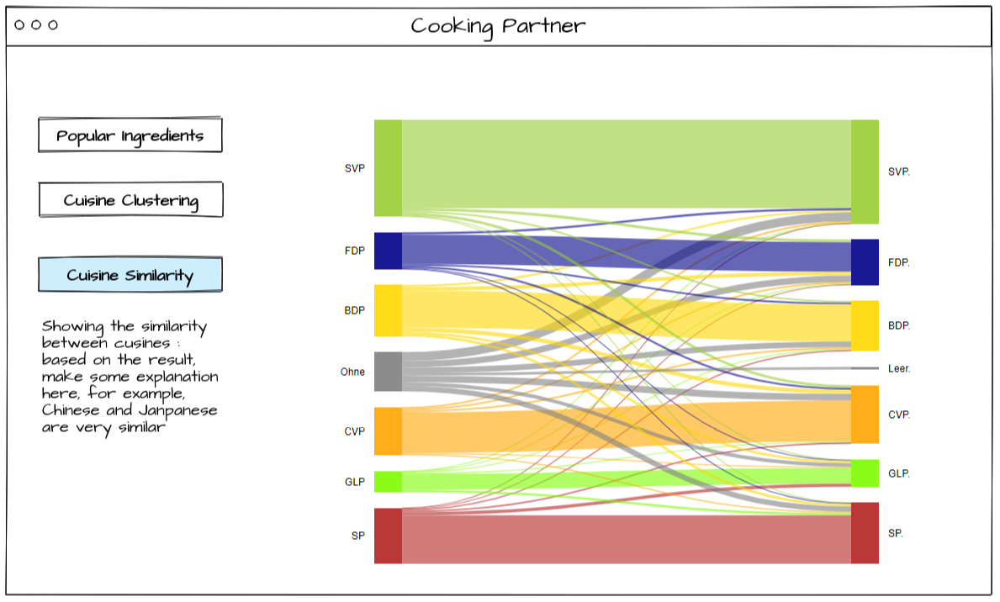 Cooking Partner
Popular Ingredients
Cuisine Clustering
Cuisine Similarity
Showing the similarity
between cusines :
based on the result,
make some explanation
here, for example,
Chinese and Janpanese
are very similar
SVP
FDP
BDP
Ohne
CVP
GLP
SP
SVP.
FDP.
BDP.
Leer.
CVP.
GLP.
SP.